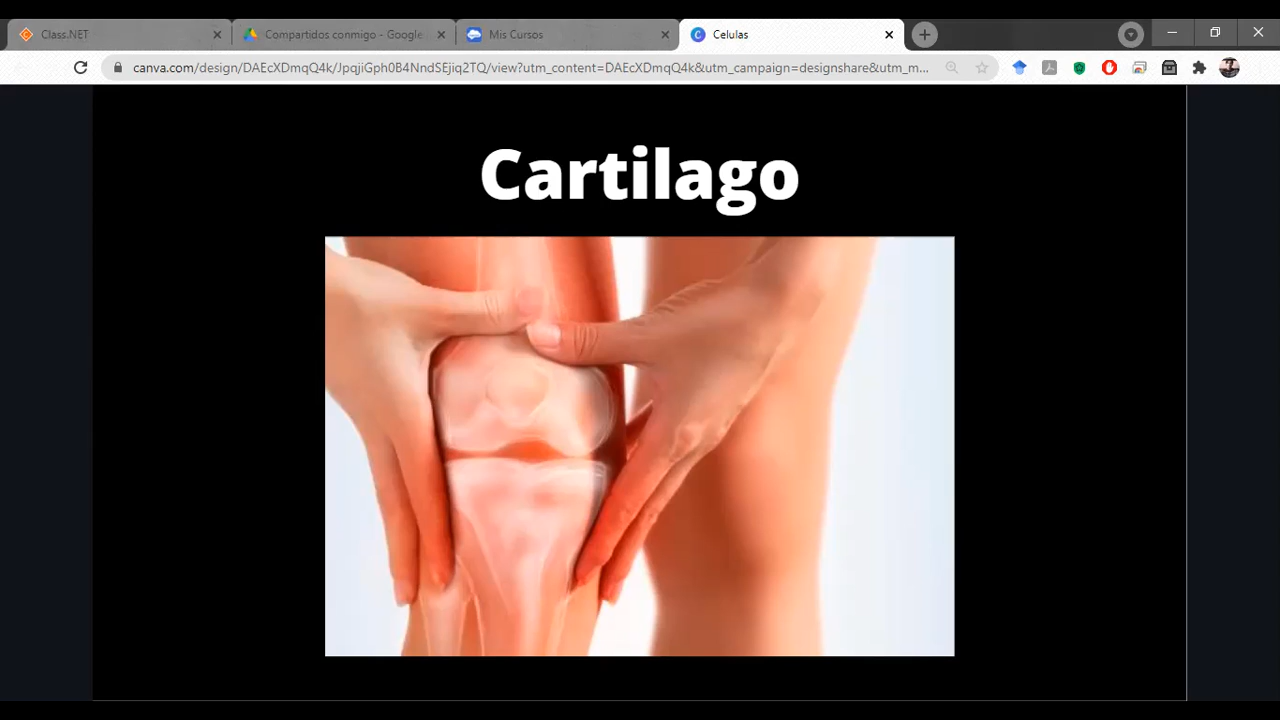 Class.NET
Compartidos conmigo - Google
Mis Cursos
Celulas
canva.com/design/DAEcXDmqQ4k/JpqjiGph0B4NndSEjiq2TQ/view?utm_content=DAEcXDmqQ4k&utm_campaign=designshare&utm_m...
Cartilago